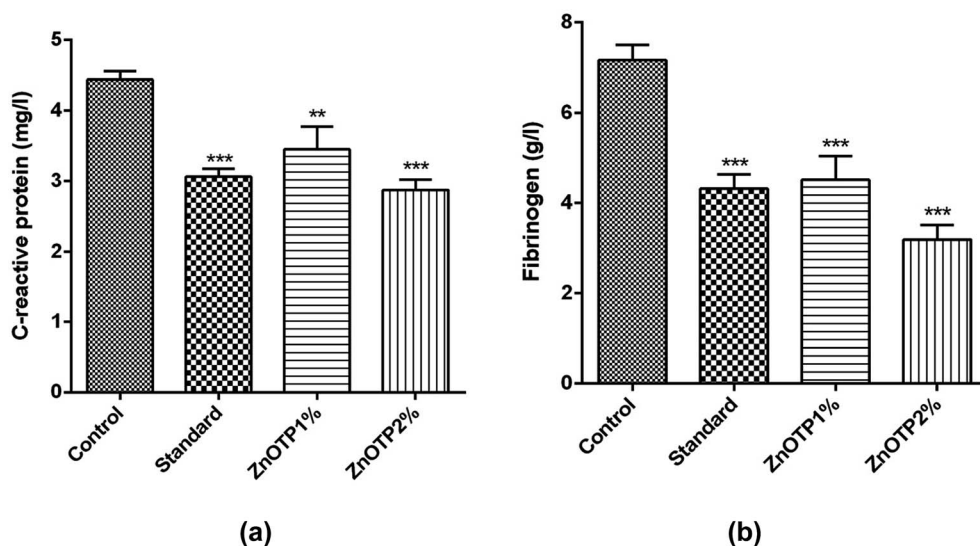 C-reactive protein (mg/l)
5
4
3
2
1
0
***
**
***
Control
Standard
ZnOTP1%
ZnOTP2%
(a)
Fibrinogen (g/l)
8
6
4
2
0
***
***
***
Control
Standard
ZnOTP1%
ZnOTP2%
(b)